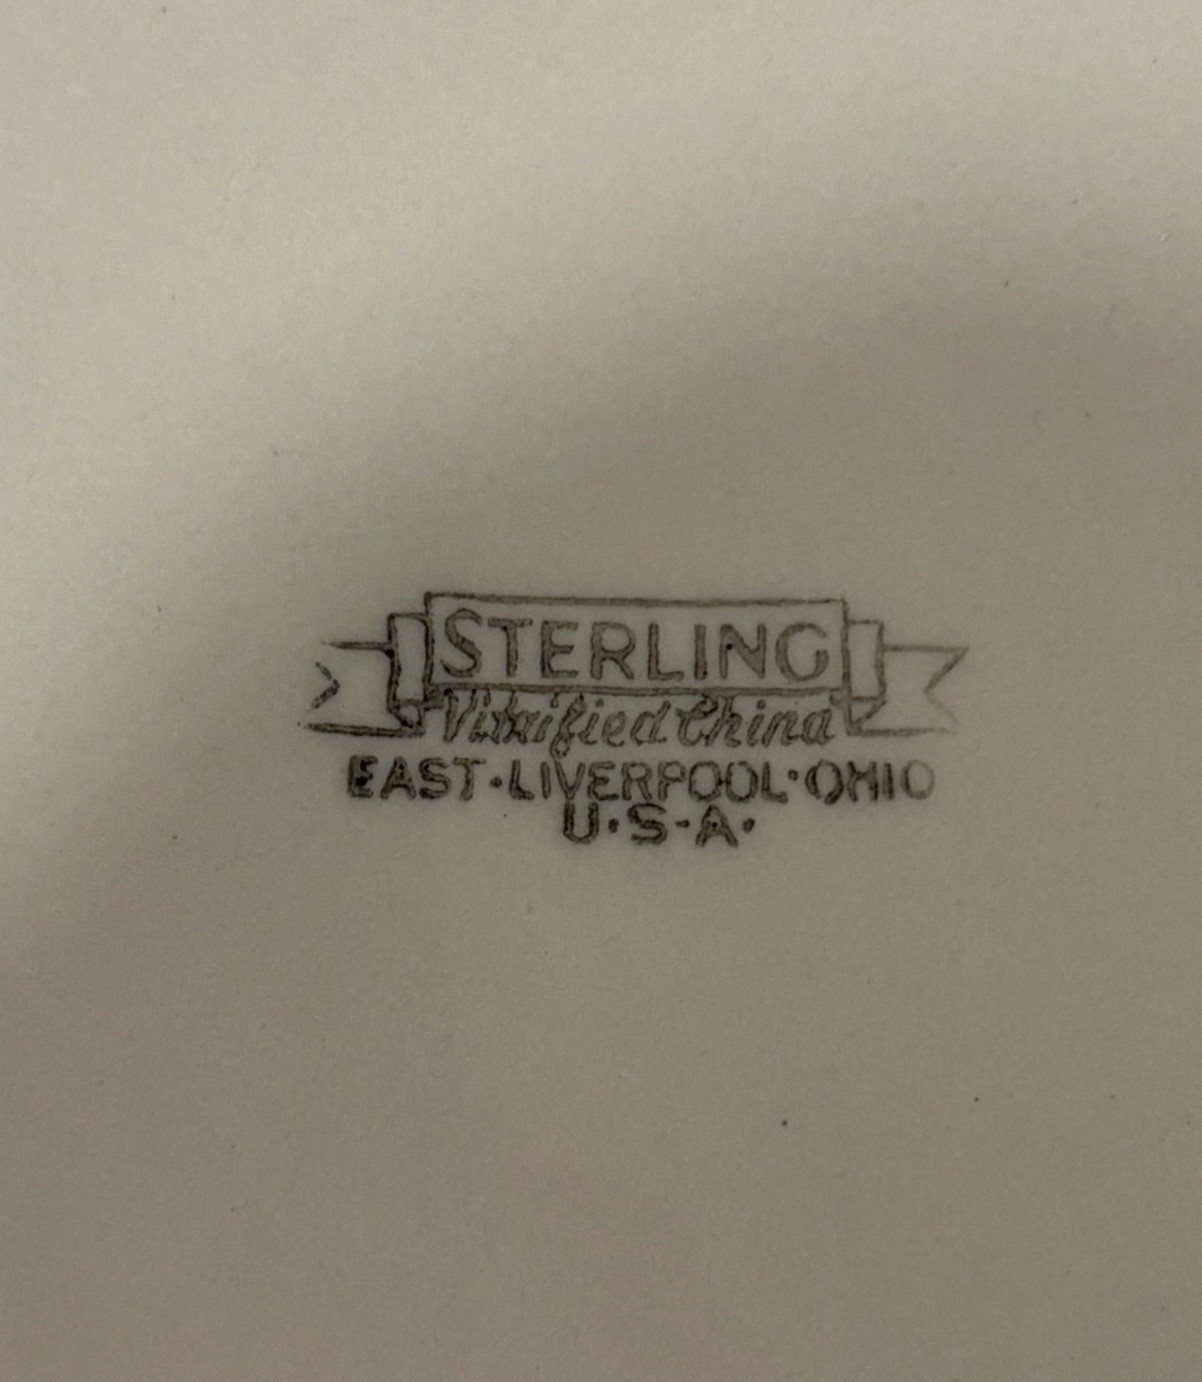 STERLING
Vitrified China
EAST·LIVERPOOL·OHIO
U·S·A·